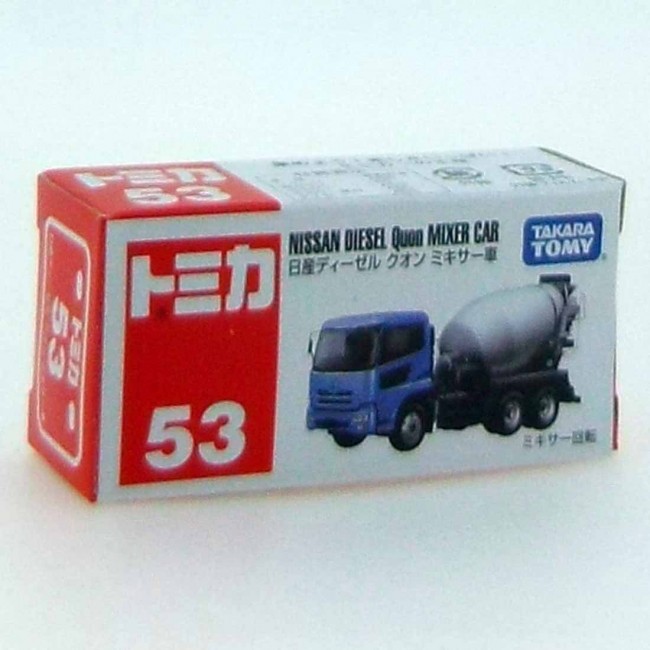 トミカ
53
トミカ
53
トミカ
53
NISSAN DIESEL Quon MIXER CAR
日産ディーゼル クオン ミキサー車
TAKARA
TOMY
ミキサー回転